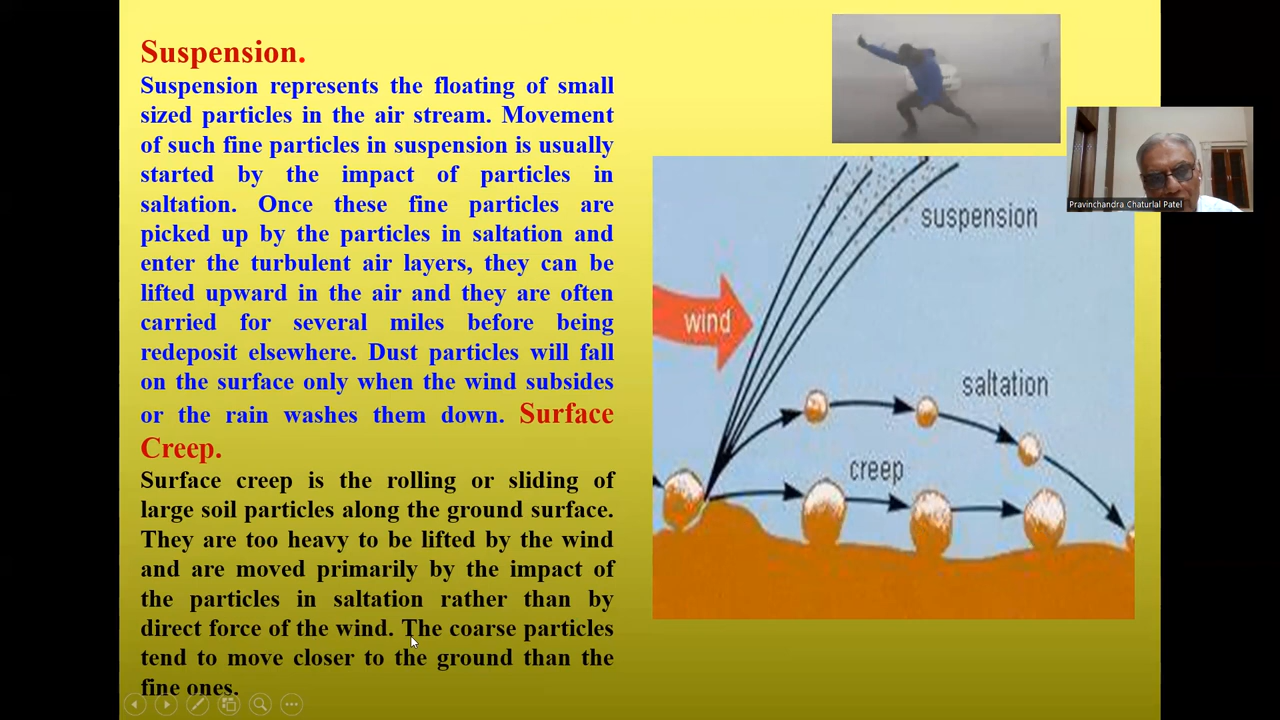 Suspension.
Suspension represents the floating of small
sized particles in the air stream. Movement
of such fine particles in suspension is usually
started by the impact of particles in
saltation. Once these fine particles are
picked up by the particles in saltation and
enter the turbulent air layers, they can be
lifted upward in the air and they are often
carried for several miles before being
redeposit elsewhere. Dust particles will fall
on the surface only when the wind subsides
or the rain washes them down. Surface
Creep.
Surface creep is the rolling or sliding of
large soil particles along the ground surface.
They are too heavy to be lifted by the wind
and are moved primarily by the impact of
the particles in saltation rather than by
direct force of the wind. The coarse particles
tend to move closer to the ground than the
fine ones.
suspension
wind
saltation
creep
Pravinchandra Chaturlal Patel